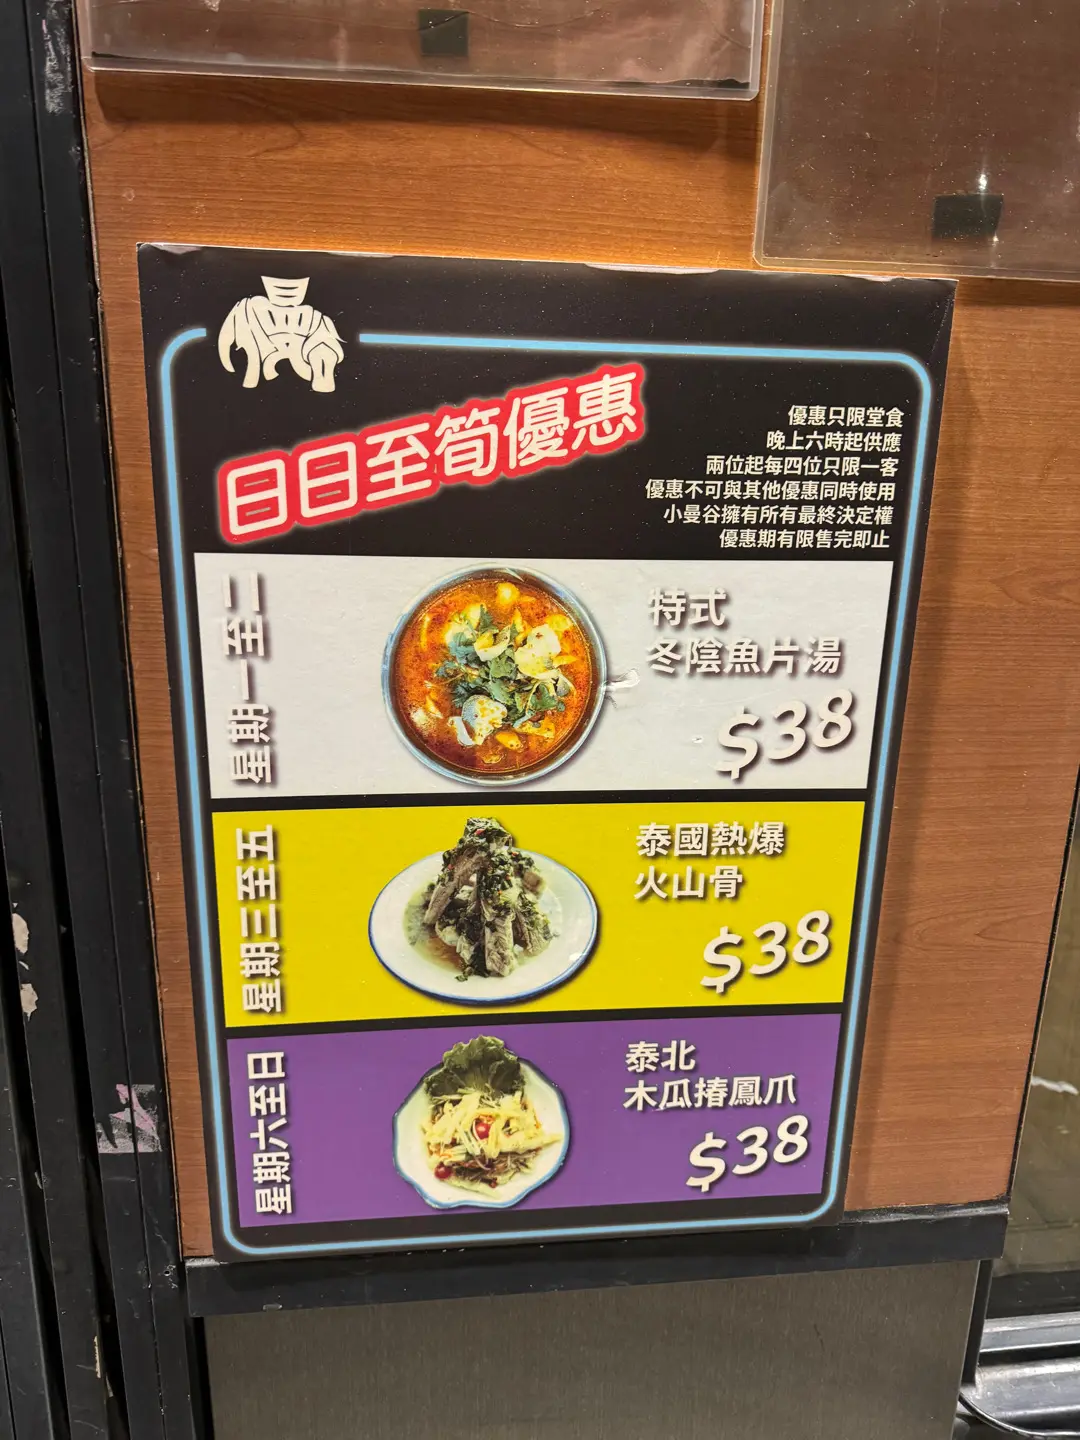 小曼谷
日日至筍優惠
優惠只限堂食
晚上六時起供應
兩位起每四位只限一客
優惠不可與其他優惠同時使用
小曼谷擁有所有最終決定權
優惠期有限售完即止
星期一至二
特式
冬陰魚片湯
$38
星期三至五
泰國熱爆
火山骨
$38
星期六至日
泰北
木瓜摏鳳爪
$38